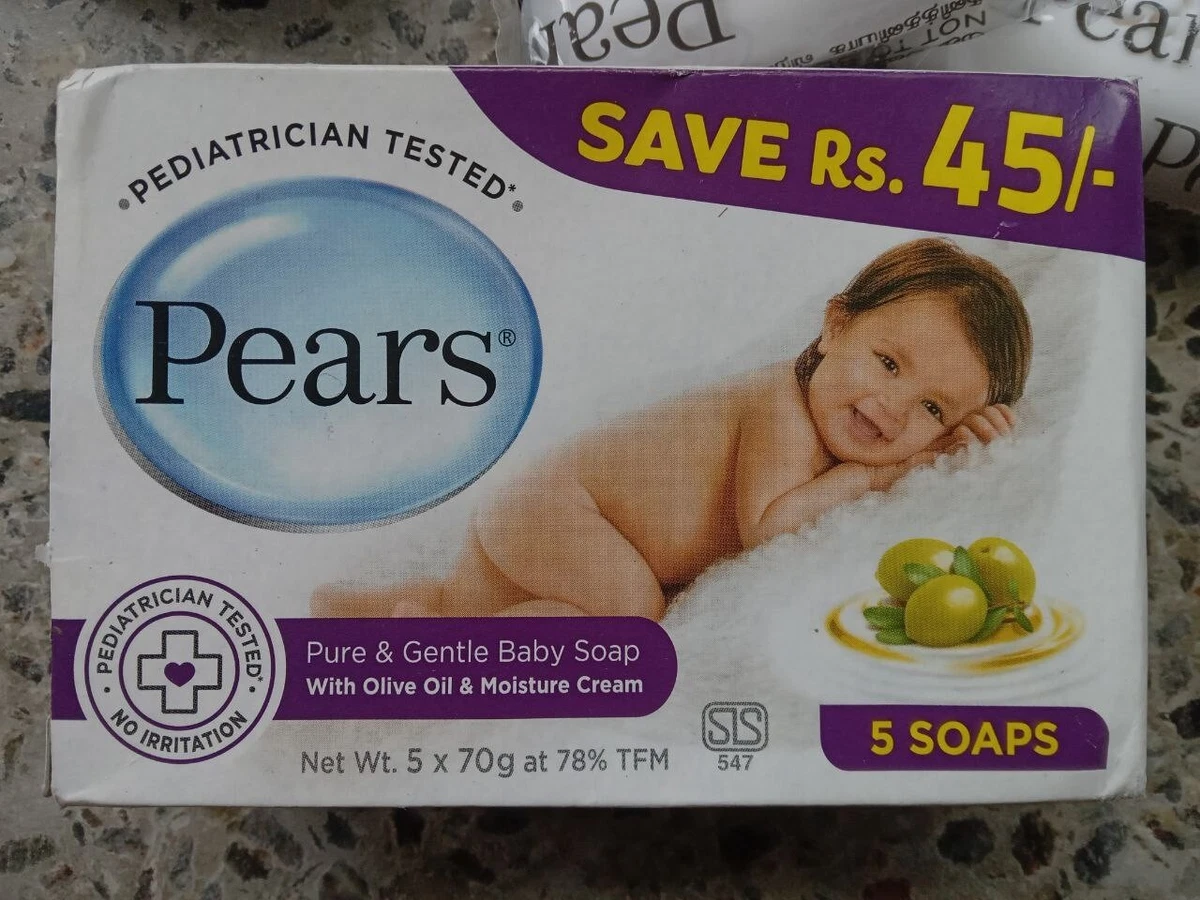 Pears
Pear
PEDIATRICIAN TESTED*
SAVE Rs. 45/-
Pears®
PEDIATRICIAN TESTED*
NO IRRITATION
Pure & Gentle Baby Soap
With Olive Oil & Moisture Cream
Net Wt. 5 x 70g at 78% TFM
SLS
547
5 SOAPS